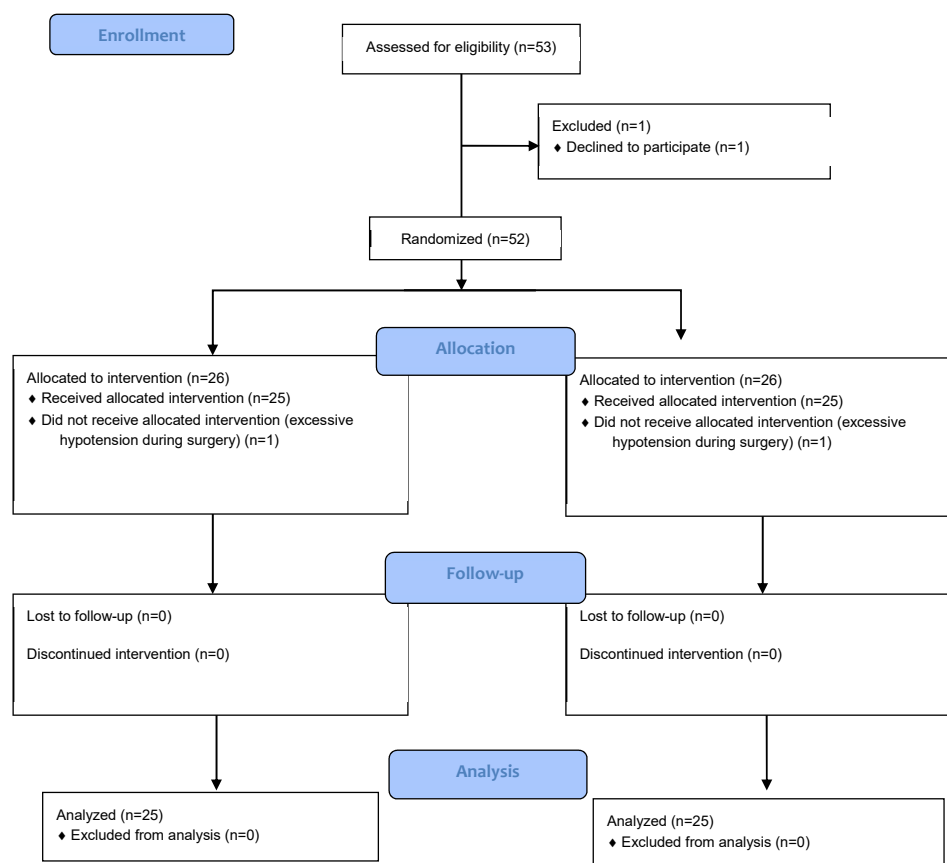 Enrollment
Assessed for eligibility (n=53)
Excluded (n=1)
♦ Declined to participate (n=1)
Randomized (n=52)
Allocation
Allocated to intervention (n=26)
♦ Received allocated intervention (n=25)
♦ Did not receive allocated intervention (excessive
hypotension during surgery) (n=1)
Allocated to intervention (n=26)
♦ Received allocated intervention (n=25)
♦ Did not receive allocated intervention (excessive
hypotension during surgery) (n=1)
Follow-up
Lost to follow-up (n=0)
Discontinued intervention (n=0)
Lost to follow-up (n=0)
Discontinued intervention (n=0)
Analysis
Analyzed (n=25)
♦ Excluded from analysis (n=0)
Analyzed (n=25)
♦ Excluded from analysis (n=0)